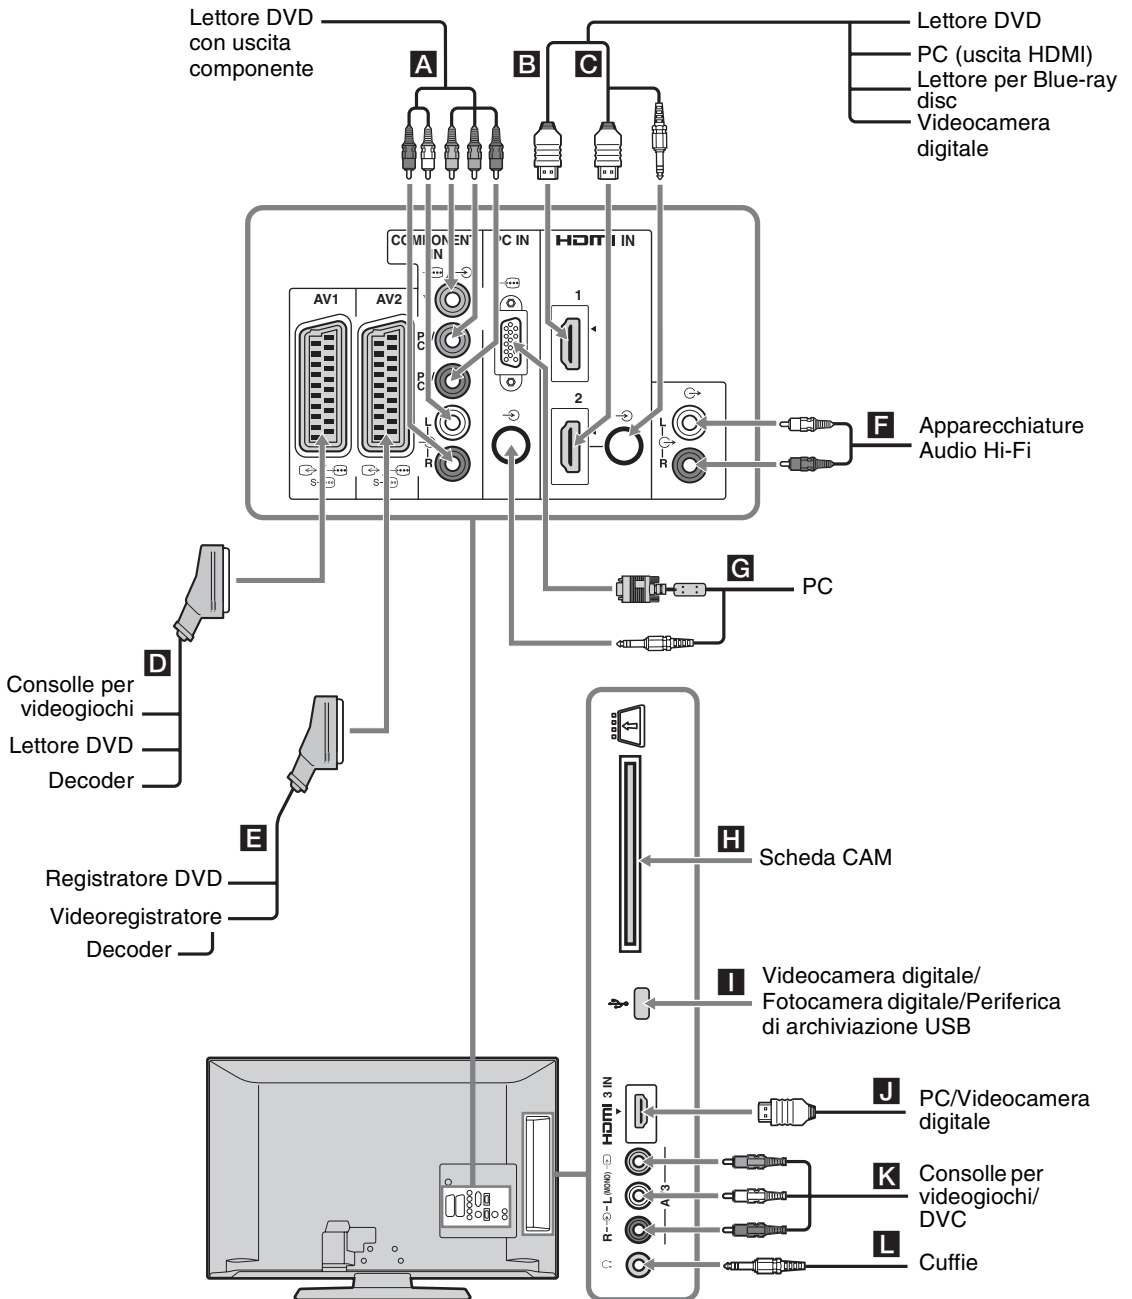 Lettore DVD
con uscita
componente
A
B
C
Lettore DVD
PC (uscita HDMI)
Lettore per Blue-ray
disc
Videocamera
digitale
COMPONENT
IN
PC IN
HDMI IN
AV1
AV2
1
2
L
R
L
R
S
S
F
Apparecchiature
Audio Hi-Fi
G
PC
D
Consolle per
videogiochi
Lettore DVD
Decoder
E
Registratore DVD
Videoregistratore
Decoder
H
Scheda CAM
I
Videocamera digitale/
Fotocamera digitale/Periferica
di archiviazione USB
HDMI 3 IN
J
PC/Videocamera
digitale
R
L (MONO)
K
Consolle per
videogiochi/
DVC
L
Cuffie